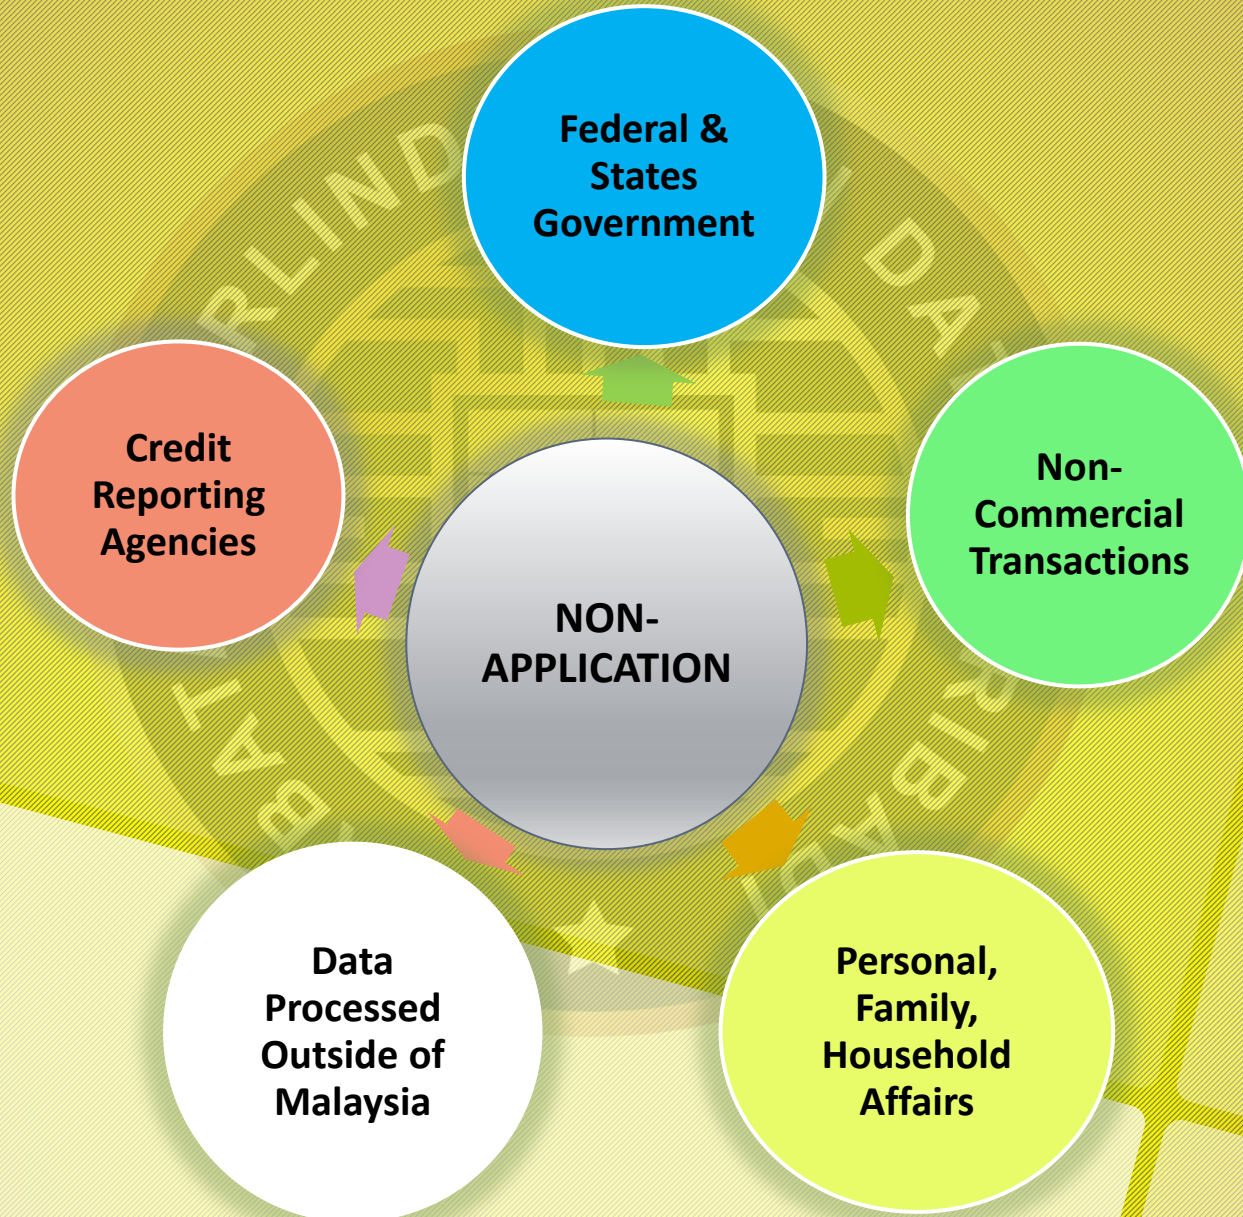 Federal &
States
Government
Credit
Reporting
Agencies
Non-
Commercial
Transactions
NON-
APPLICATION
Data
Processed
Outside of
Malaysia
Personal,
Family,
Household
Affairs